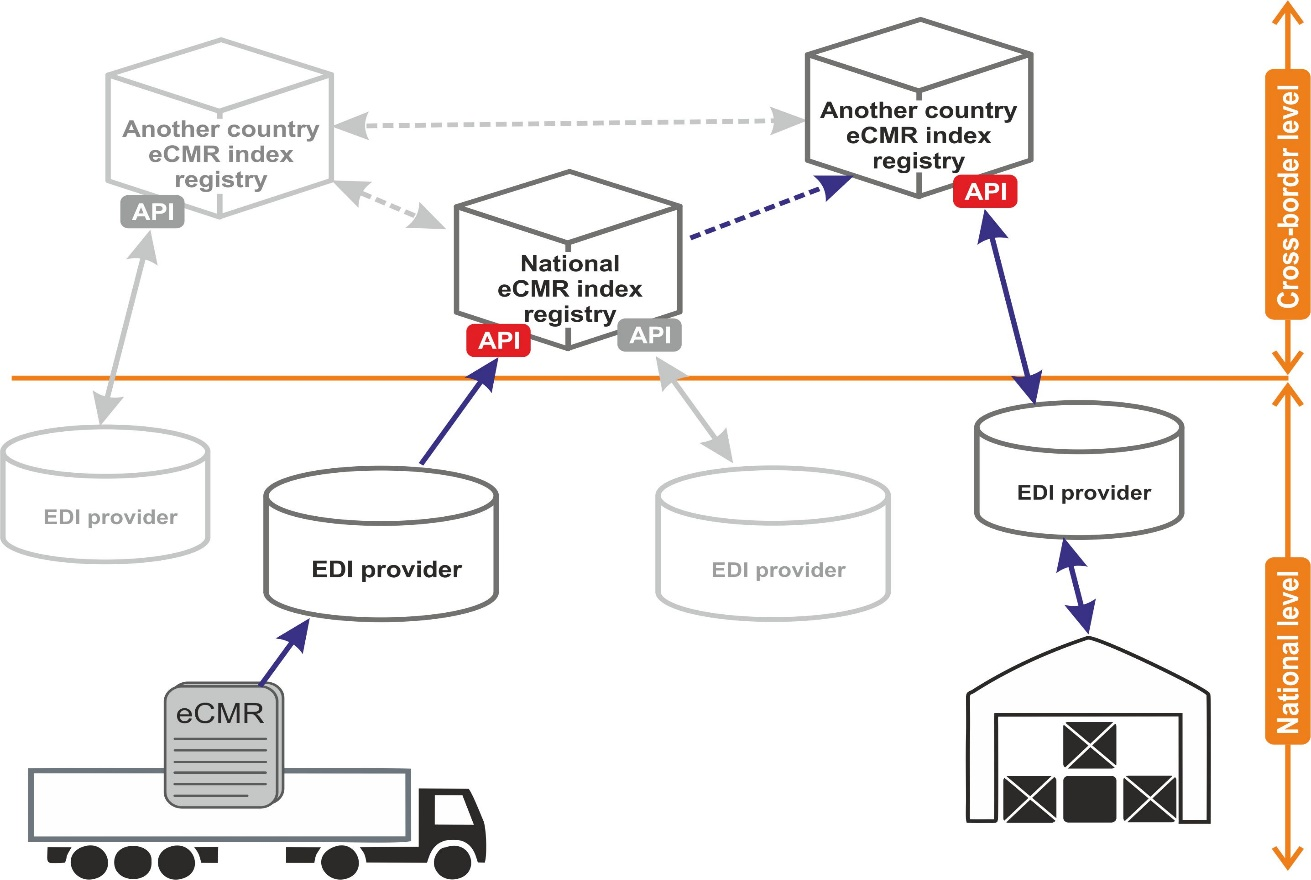 Another country
eCMR index
registry
API
Another country
eCMR index
registry
API
National
eCMR index
registry
API
API
Cross-border level
EDI provider
EDI provider
EDI provider
EDI provider
National level
eCMR